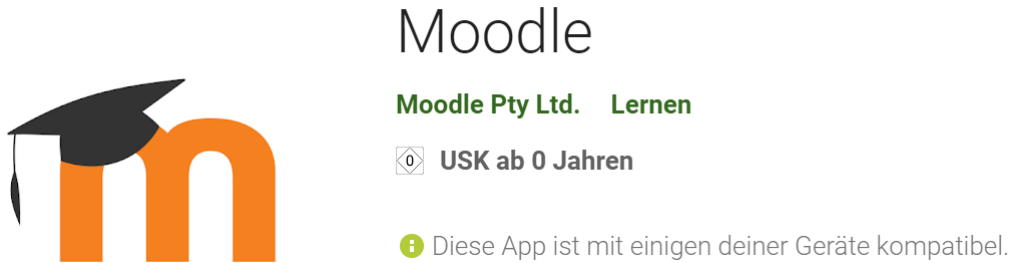 Moodle
Moodle Pty Ltd. Lernen
0 USK ab 0 Jahren
Diese App ist mit einigen deiner Geräte kompatibel.
m